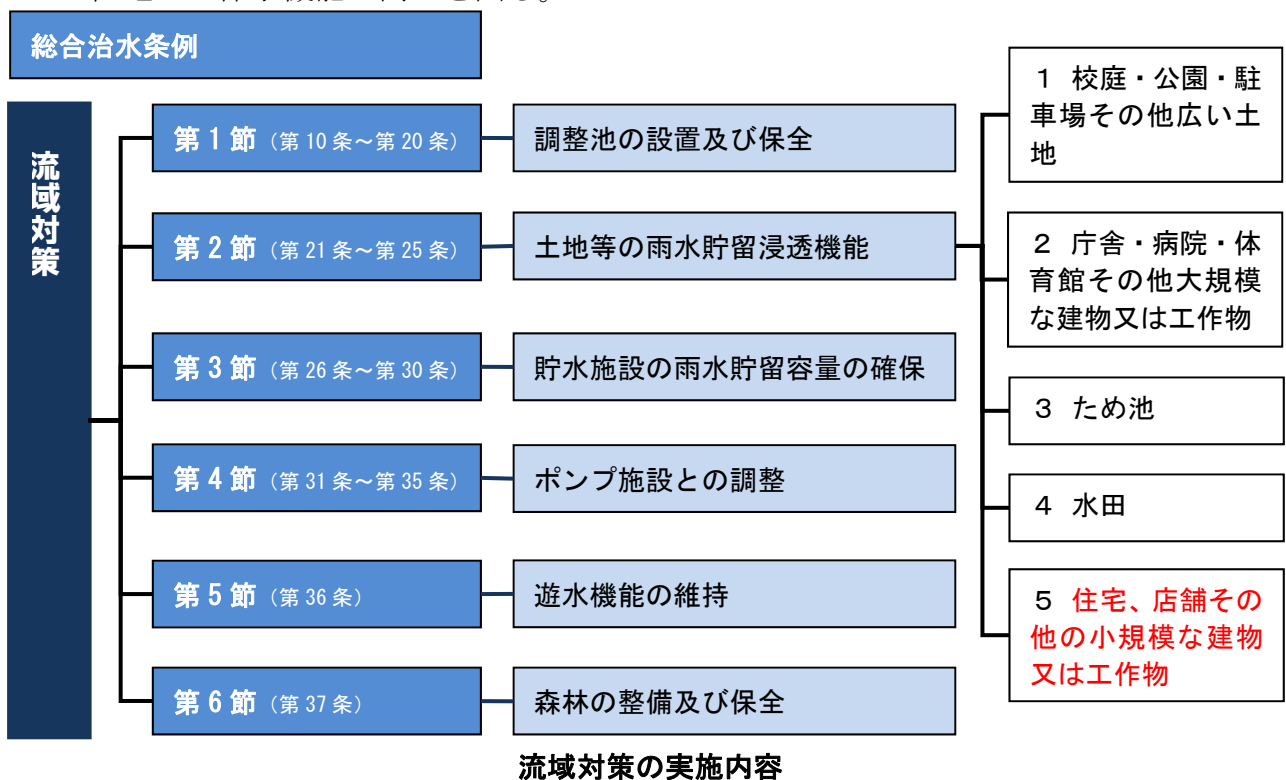 総合治水条例
流域対策
第1節（第10条～第20条）
調整池の設置及び保全
第2節（第21条～第25条）
土地等の雨水貯留浸透機能
第3節（第26条～第30条）
貯水施設の雨水貯留容量の確保
第4節（第31条～第35条）
ポンプ施設との調整
第5節（第36条）
遊水機能の維持
第6節（第37条）
森林の整備及び保全
1 校庭・公園・駐
車場その他広い土
地
2 庁舎・病院・体
育館その他大規模
な建物又は工作物
3 ため池
4 水田
5 住宅、店舗その
他の小規模な建物
又は工作物
流域対策の実施内容